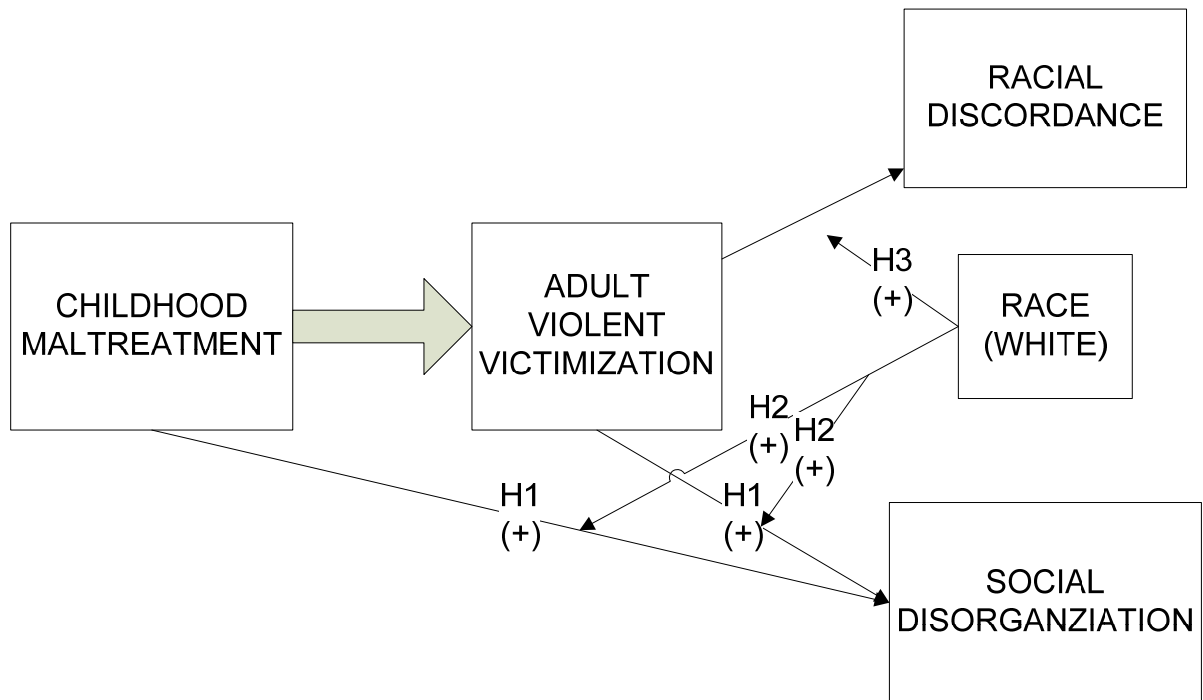 RACIAL
DISCORDANCE
CHILDHOOD
MALTREATMENT
ADULT
VIOLENT
VICTIMIZATION
H3
(+)
RACE
(WHITE)
H2
(+)
H2
(+)
H1
(+)
H1
(+)
SOCIAL
DISORGANZIATION